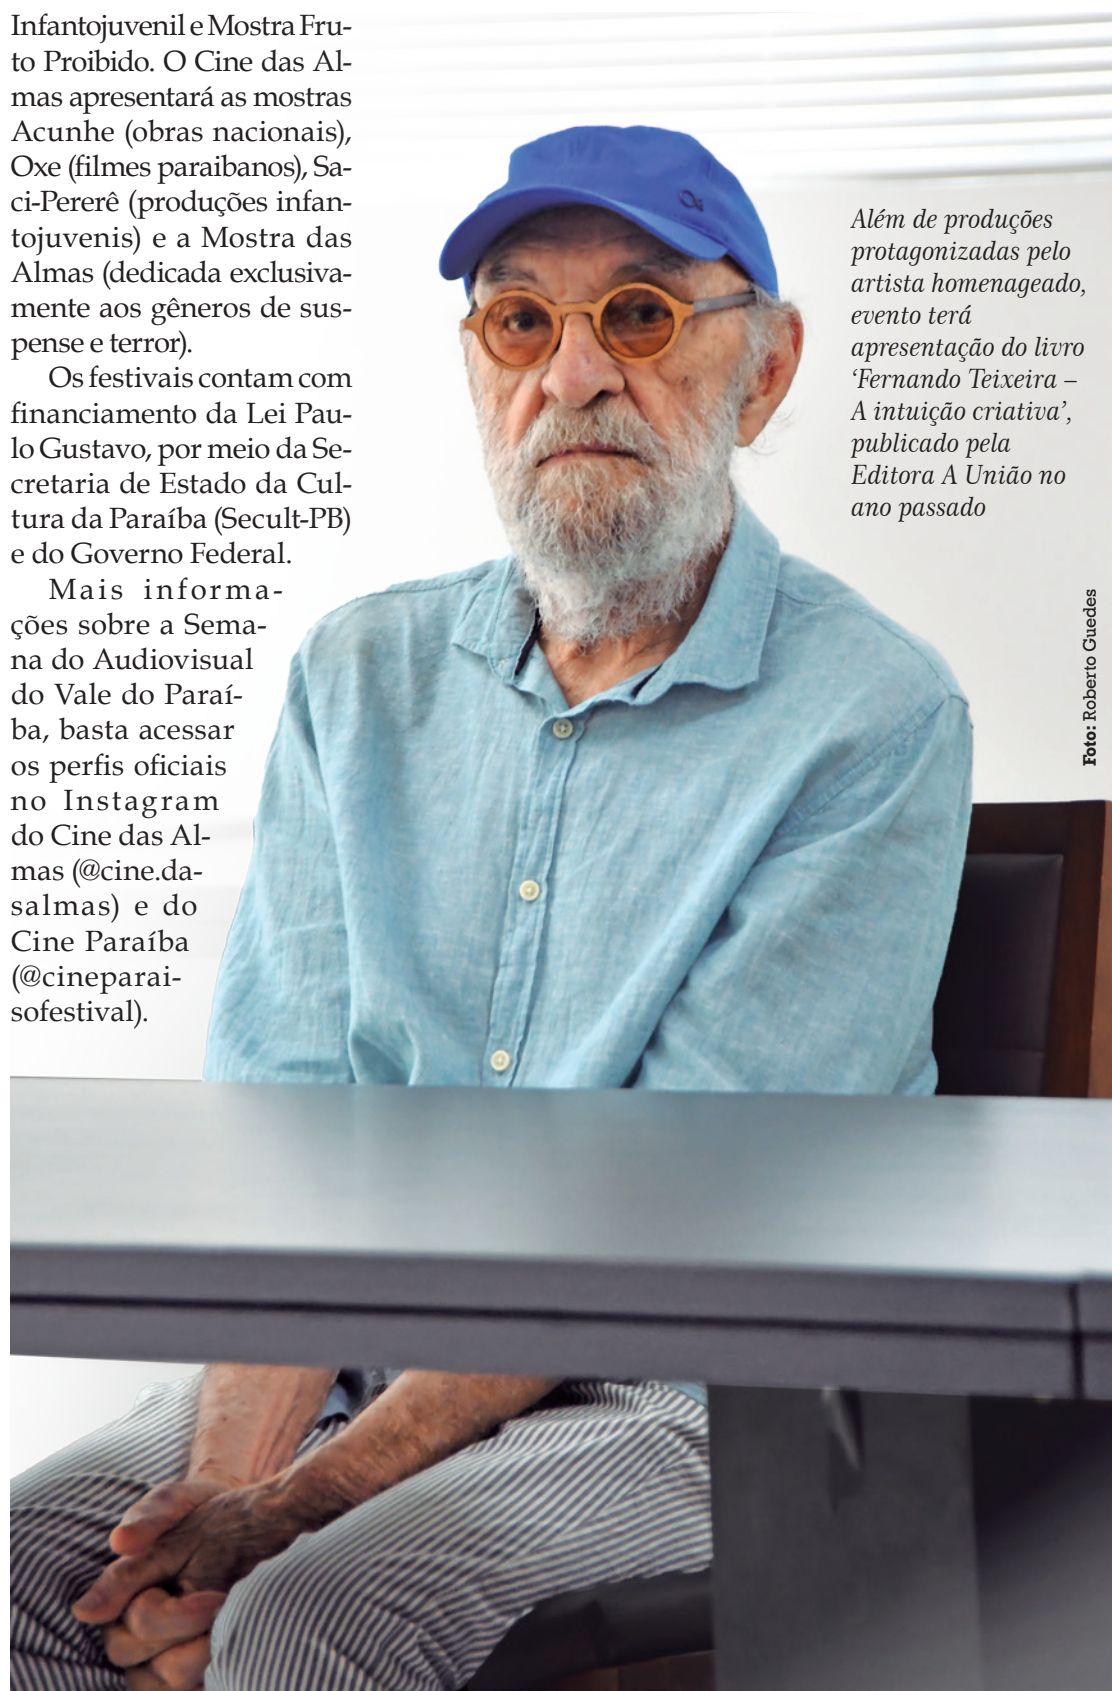 Infantojuvenil e Mostra Fru-
to Proibido. O Cine das Al-
mas apresentará as mostras
Acunhe (obras nacionais),
Oxe (filmes paraibanos), Sa-
ci-Pererê (produções infan-
tojuvenis) e a Mostra das
Almas (dedicada exclusiva-
mente aos gêneros de sus-
pense e terror).
Os festivais contam com
financiamento da Lei Pau-
lo Gustavo, por meio da Se-
cretaria de Estado da Cul-
tura da Paraíba (Secult-PB)
e do Governo Federal.
Mais informa-
ções sobre a Sema-
na do Audiovisual
do Vale do Paraí-
ba, basta acessar
os perfis oficiais
no Instagram
do Cine das Al-
mas (@cine.da-
salmas) e do
Cine Paraíba
(@cineparai-
sofestival).
Além de produções
protagonizadas pelo
artista homenageado,
evento terá
apresentação do livro
‘Fernando Teixeira –
A intuição criativa’,
publicado pela
Editora A União no
ano passado
Foto: Roberto Guedes